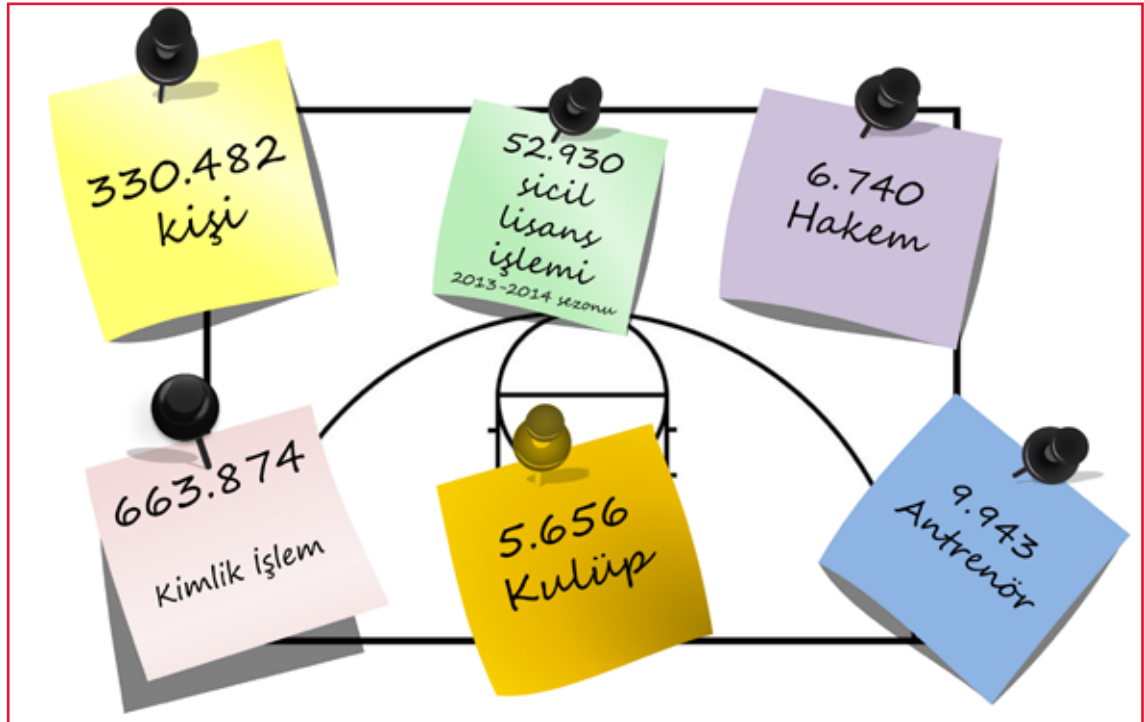 330.482
kişi
52.930
sicil
lisans
işlemi
2013-2014 sezonu
6.740
Hakem
663.874
Kimlik İşlem
5.656
Kulüp
9.943
Antrenör